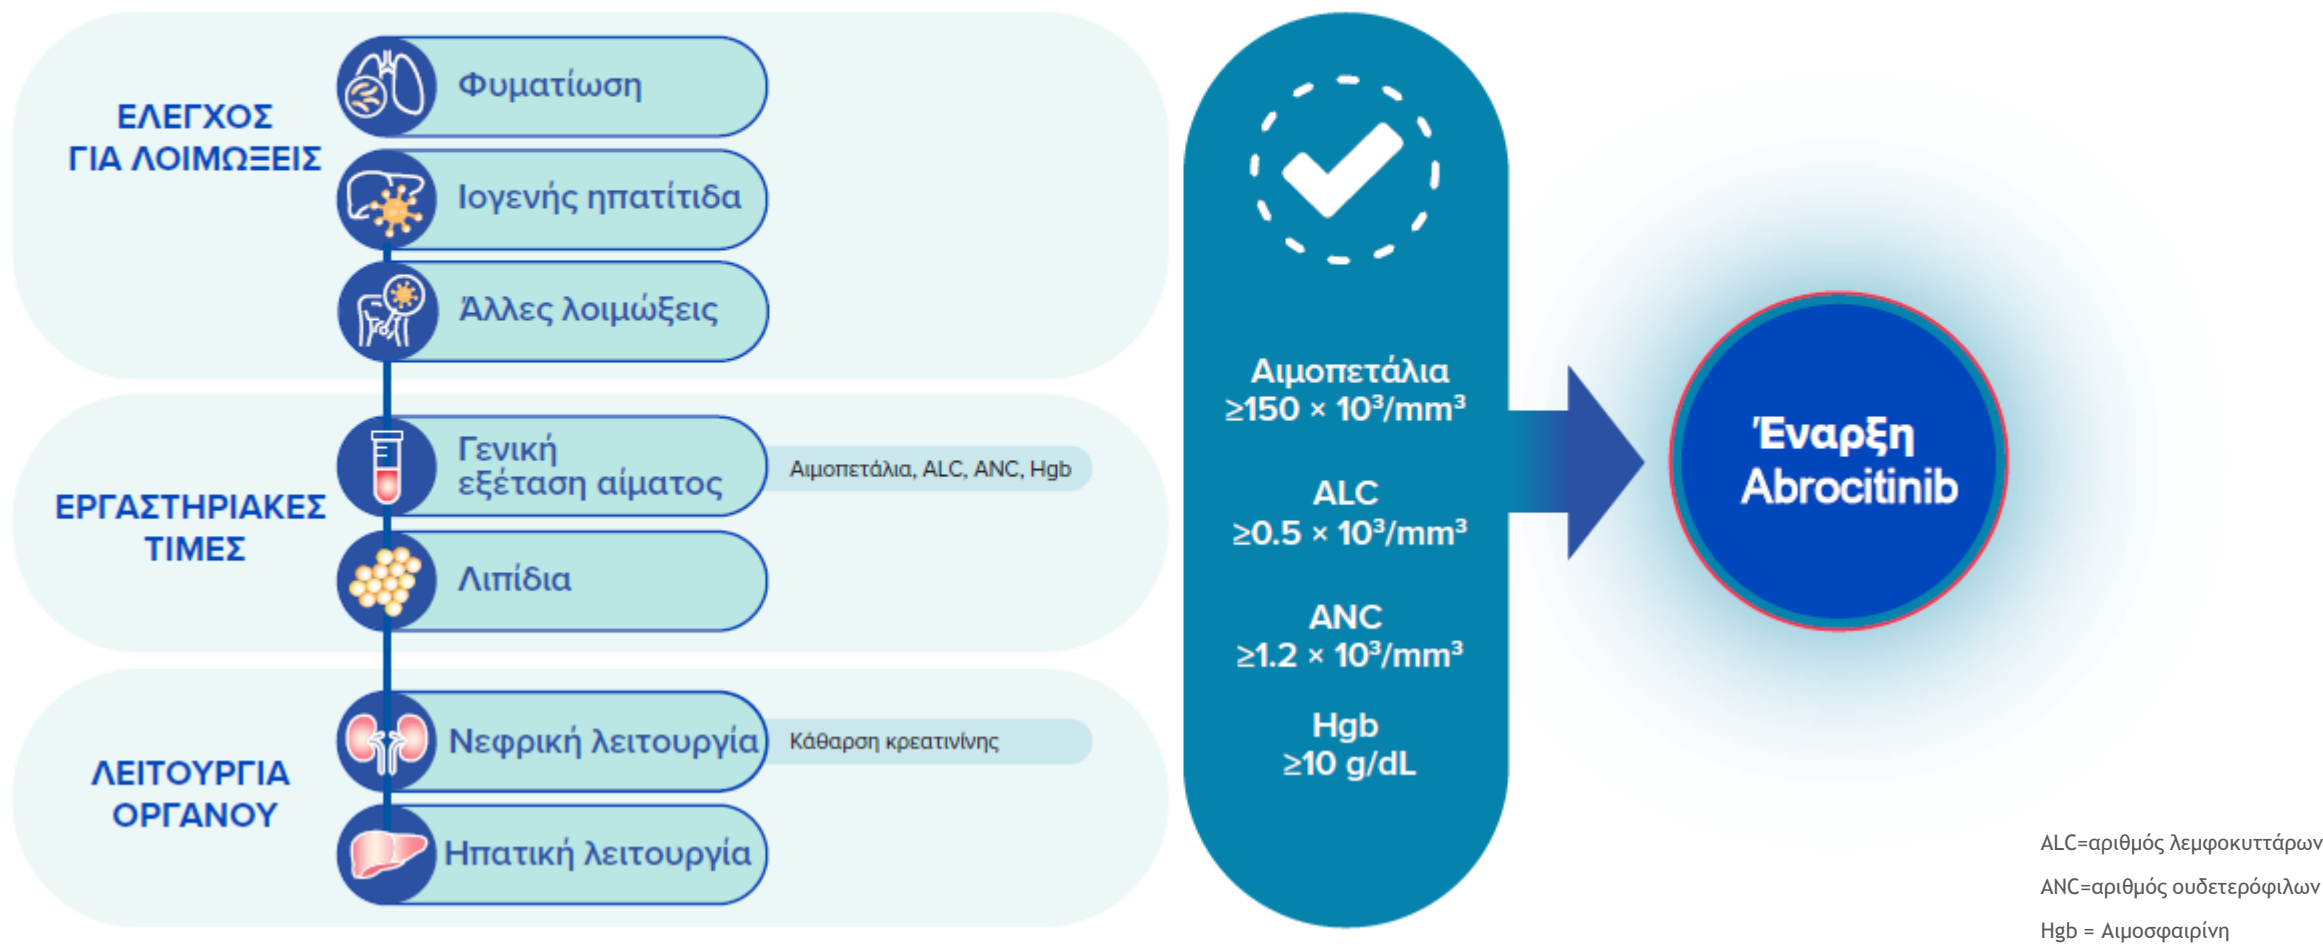 ΕΛΕΓΧΟΣ
ΓΙΑ ΛΟΙΜΩΞΕΙΣ
Φυματίωση
Ιογενής ηπατίτιδα
Άλλες λοιμώξεις
ΕΡΓΑΣΤΗΡΙΑΚΕΣ
ΤΙΜΕΣ
Γενική
εξέταση αίματος
Αιμοπετάλια, ALC, ANC, Hgb
Λιπίδια
ΛΕΙΤΟΥΡΓΙΑ
ΟΡΓΑΝΟΥ
Νεφρική λειτουργία
Κάθαρση κρεατινίνης
Ηπατική λειτουργία
Αιμοπετάλια
≥150 × 10³/mm³
ALC
≥0.5 × 10³/mm³
ANC
≥1.2 × 10³/mm³
Hgb
≥10 g/dL
Έναρξη
Abrocitinib
ALC=αριθμός λεμφοκυττάρων
ANC=αριθμός ουδετερόφιλων
Hgb = Αιμοσφαιρίνη